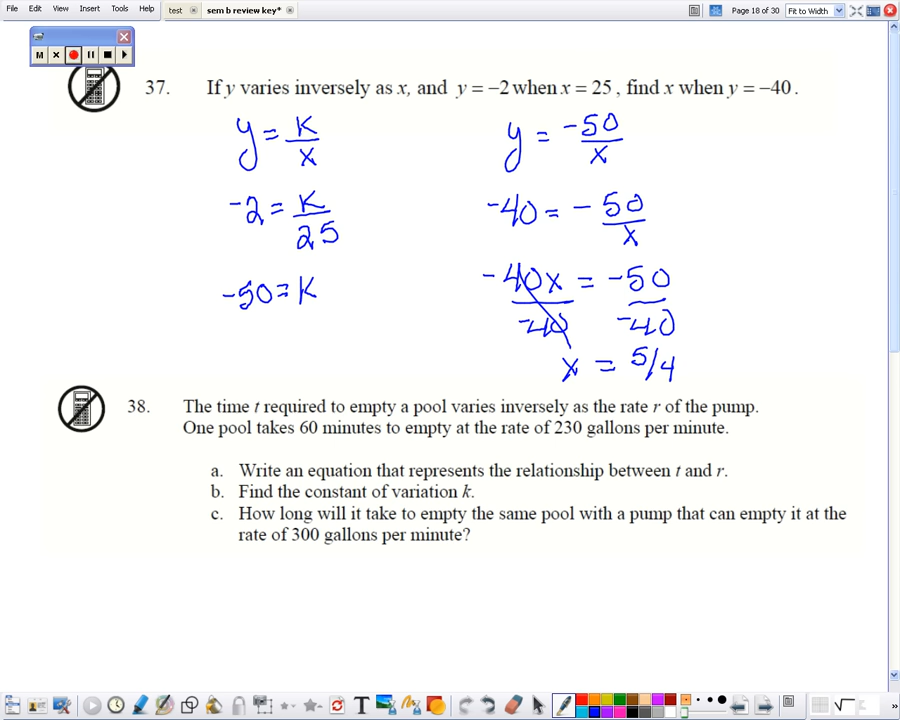 File Edit View Insert Tools Help
test
sem b review key*
Page 18 of 30
Fit to Width
M
37. If y varies inversely as x, and y = −2 when x = 25, find x when y = −40.
y = K/x
y = -50/x
-2 = K/25
-40 = -50/x
-50 = K
-40x/-40 = -50/-40
x = 5/4
38. The time t required to empty a pool varies inversely as the rate r of the pump.
One pool takes 60 minutes to empty at the rate of 230 gallons per minute.
a. Write an equation that represents the relationship between t and r.
b. Find the constant of variation k.
c. How long will it take to empty the same pool with a pump that can empty it at the
rate of 300 gallons per minute?